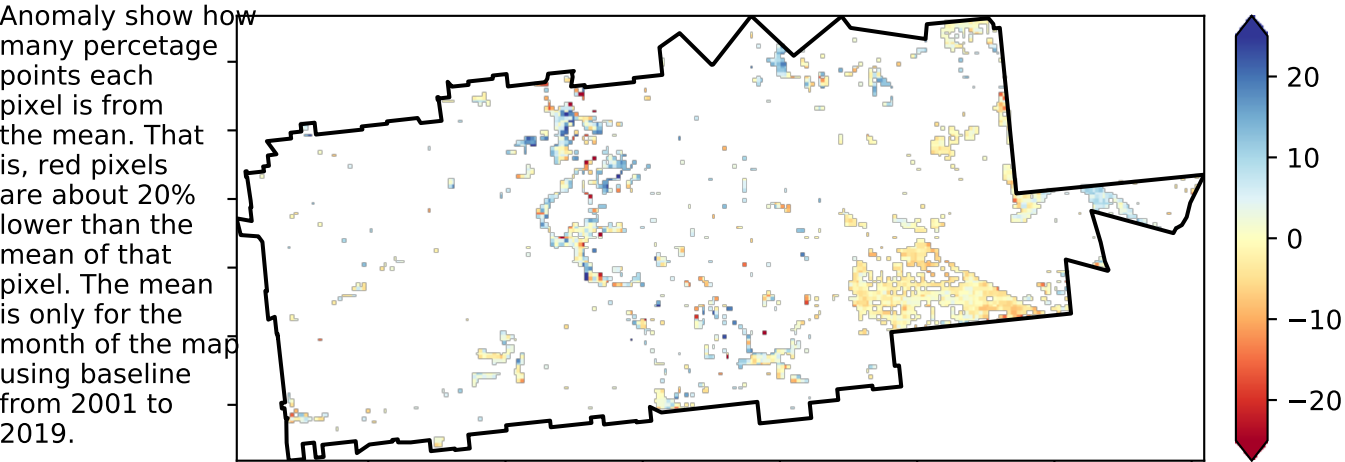 Anomaly show how
many percetage
points each
pixel is from
the mean. That
is, red pixels
are about 20%
lower than the
mean of that
pixel. The mean
is only for the
month of the map
using baseline
from 2001 to
2019.
20
10
0
−10
−20